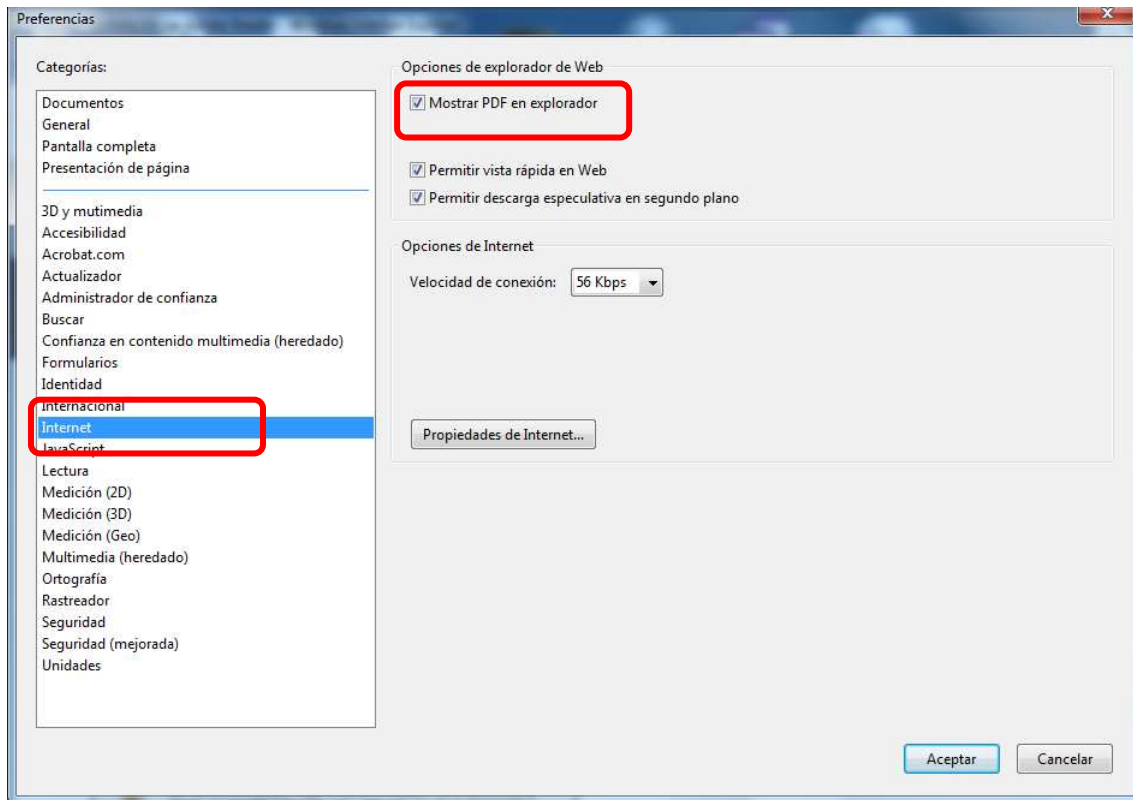 Preferencias
Categorías:
Documentos
General
Pantalla completa
Presentación de página
3D y mutimedia
Accesibilidad
Acrobat.com
Actualizador
Administrador de confianza
Buscar
Confianza en contenido multimedia (heredado)
Formularios
Identidad
Internacional
Internet
JavaScript
Lectura
Medición (2D)
Medición (3D)
Medición (Geo)
Multimedia (heredado)
Ortografía
Rastreador
Seguridad
Seguridad (mejorada)
Unidades
Opciones de explorador de Web
Mostrar PDF en explorador
Permitir vista rápida en Web
Permitir descarga especulativa en segundo plano
Opciones de Internet
Velocidad de conexión: 56 Kbps
Propiedades de Internet...
Aceptar Cancelar